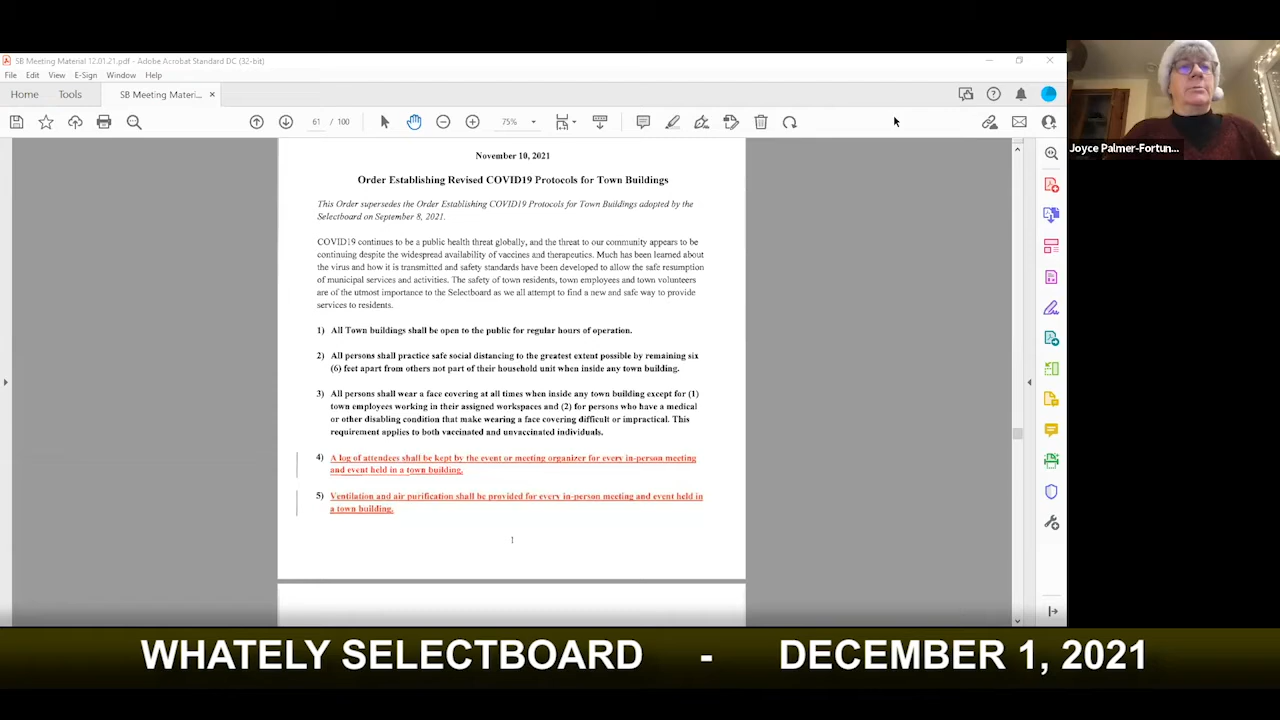 SB Meeting Material 12.01.21.pdf - Adobe Acrobat Standard DC (32-bit)
File Edit View E-Sign Window Help
Home Tools SB Meeting Materi... ×
61 / 100 75%
Joyce Palmer-Fortun...
November 10, 2021
Order Establishing Revised COVID19 Protocols for Town Buildings
This Order supersedes the Order Establishing COVID19 Protocols for Town Buildings adopted by the
Selectboard on September 8, 2021.
COVID19 continues to be a public health threat globally, and the threat to our community appears to be
continuing despite the widespread availability of vaccines and therapeutics. Much has been learned about
the virus and how it is transmitted and safety standards have been developed to allow the safe resumption
of municipal services and activities. The safety of town residents, town employees and town volunteers
are of the utmost importance to the Selectboard as we all attempt to find a new and safe way to provide
services to residents.
1) All Town buildings shall be open to the public for regular hours of operation.
2) All persons shall practice safe social distancing to the greatest extent possible by remaining six
(6) feet apart from others not part of their household unit when inside any town building.
3) All persons shall wear a face covering at all times when inside any town building except for (1)
town employees working in their assigned workspaces and (2) for persons who have a medical
or other disabling condition that make wearing a face covering difficult or impractical. This
requirement applies to both vaccinated and unvaccinated individuals.
4) A log of attendees shall be kept by the event or meeting organizer for every in-person meeting
and event held in a town building.
5) Ventilation and air purification shall be provided for every in-person meeting and event held in
a town building.
1
WHATELY SELECTBOARD - DECEMBER 1, 2021